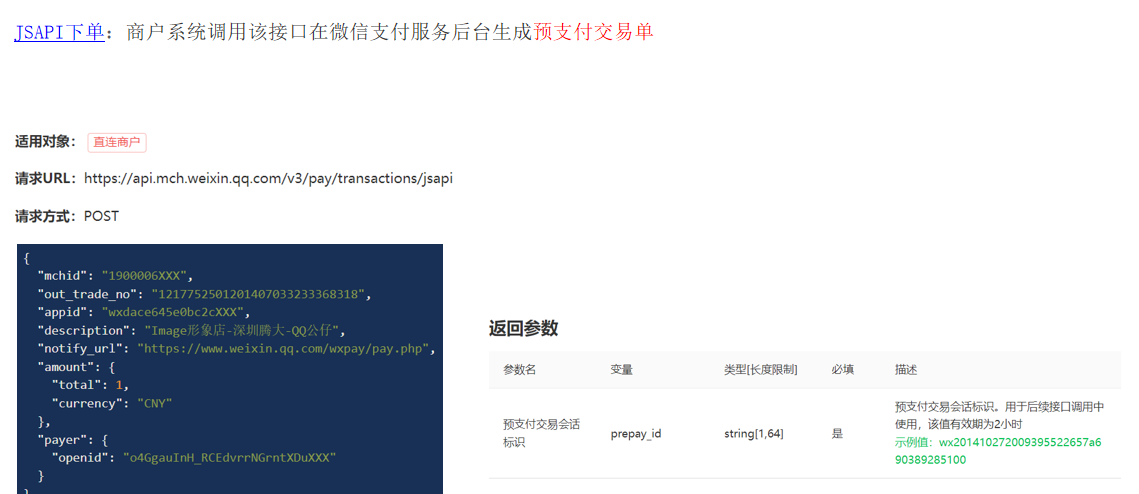 JSAPI下单：商户系统调用该接口在微信支付服务后台生成预支付交易单
适用对象： 直连商户
请求URL：https://api.mch.weixin.qq.com/v3/pay/transactions/jsapi
请求方式：POST
{
"mchid": "1900006XXX",
"out_trade_no": "1217752501201407033233368318",
"appid": "wxdace645e0bc2cXXX",
"description": "Image形象店-深圳腾大-QQ公仔",
"notify_url": "https://www.weixin.qq.com/wxpay/pay.php",
"amount": {
"total": 1,
"currency": "CNY"
},
"payer": {
"openid": "o4GgauInH_RCEdvrrNGrntXDuXXX"
}
}
返回参数
参数名 变量 类型[长度限制] 必填 描述
预支付交易会话标识 prepay_id string[1,64] 是 预支付交易会话标识。用于后续接口调用中
使用，该值有效期为2小时
示例值：wx201410272009395522657a6
90389285100